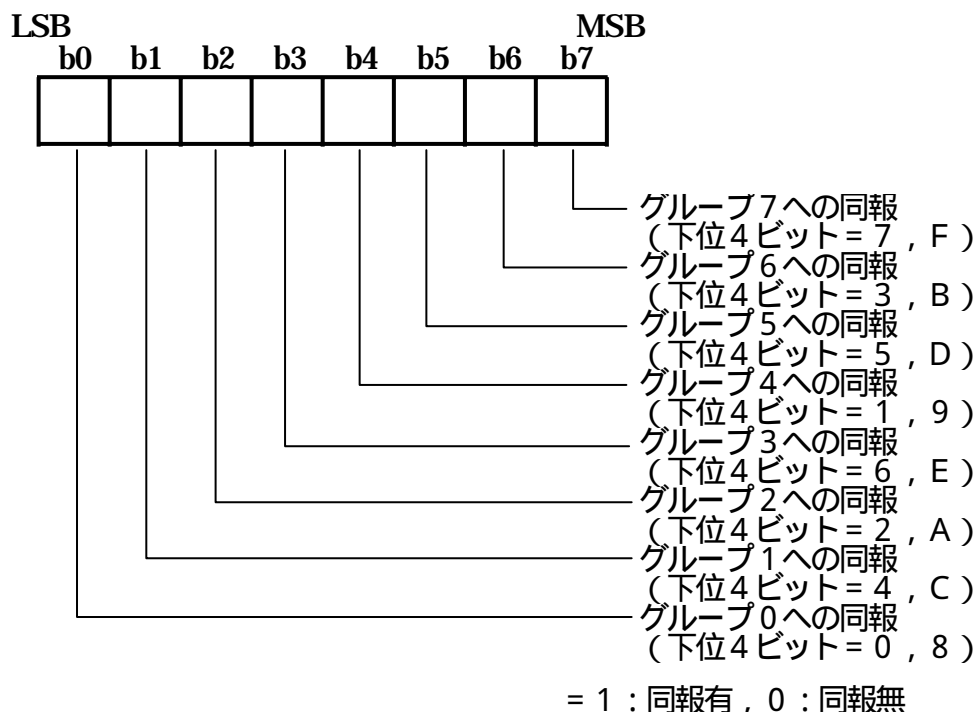 LSB MSB
b0 b1 b2 b3 b4 b5 b6 b7
グループ7への同報
(下位4ビット=7,F)
グループ6への同報
(下位4ビット=3,B)
グループ5への同報
(下位4ビット=5,D)
グループ4への同報
(下位4ビット=1,9)
グループ3への同報
(下位4ビット=6,E)
グループ2への同報
(下位4ビット=2,A)
グループ1への同報
(下位4ビット=4,C)
グループ0への同報
(下位4ビット=0,8)
=1:同報有,0:同報無